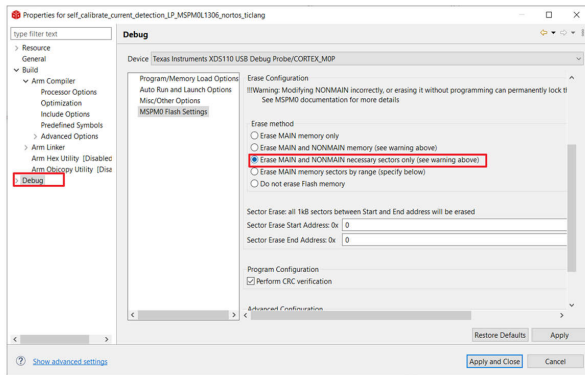 Properties for self_calibrate_current_detection_LP_MSPM0L1306_nortos_ticlang
type filter text
Resource
General
Build
Arm Compiler
Processor Options
Optimization
Include Options
Predefined Symbols
Advanced Options
Arm Linker
Arm Hex Utility [Disabled
Arm Objcopy Utility [Disa
Debug
Debug
Device Texas Instruments XDS110 USB Debug Probe/CORTEX_M0P
Program/Memory Load Options
Auto Run and Launch Options
Misc/Other Options
MSPM0 Flash Settings
Erase Configuration
!!!Warning: Modifying NONMAIN incorrectly, or erasing it without programming can permanently lock th
See MSPM0 documentation for more details
Erase method
Erase MAIN memory only
Erase MAIN and NONMAIN memory (see warning above)
Erase MAIN and NONMAIN necessary sectors only (see warning above)
Erase MAIN memory sectors by range (specify below)
Do not erase Flash memory
Sector Erase: all 1kB sectors between Start and End address will be erased
Sector Erase Start Address: 0x 0
Sector Erase End Address: 0x 0
Program Configuration
Perform CRC verification
Advanced Configuration
Restore Defaults Apply
Show advanced settings
Apply and Close Cancel